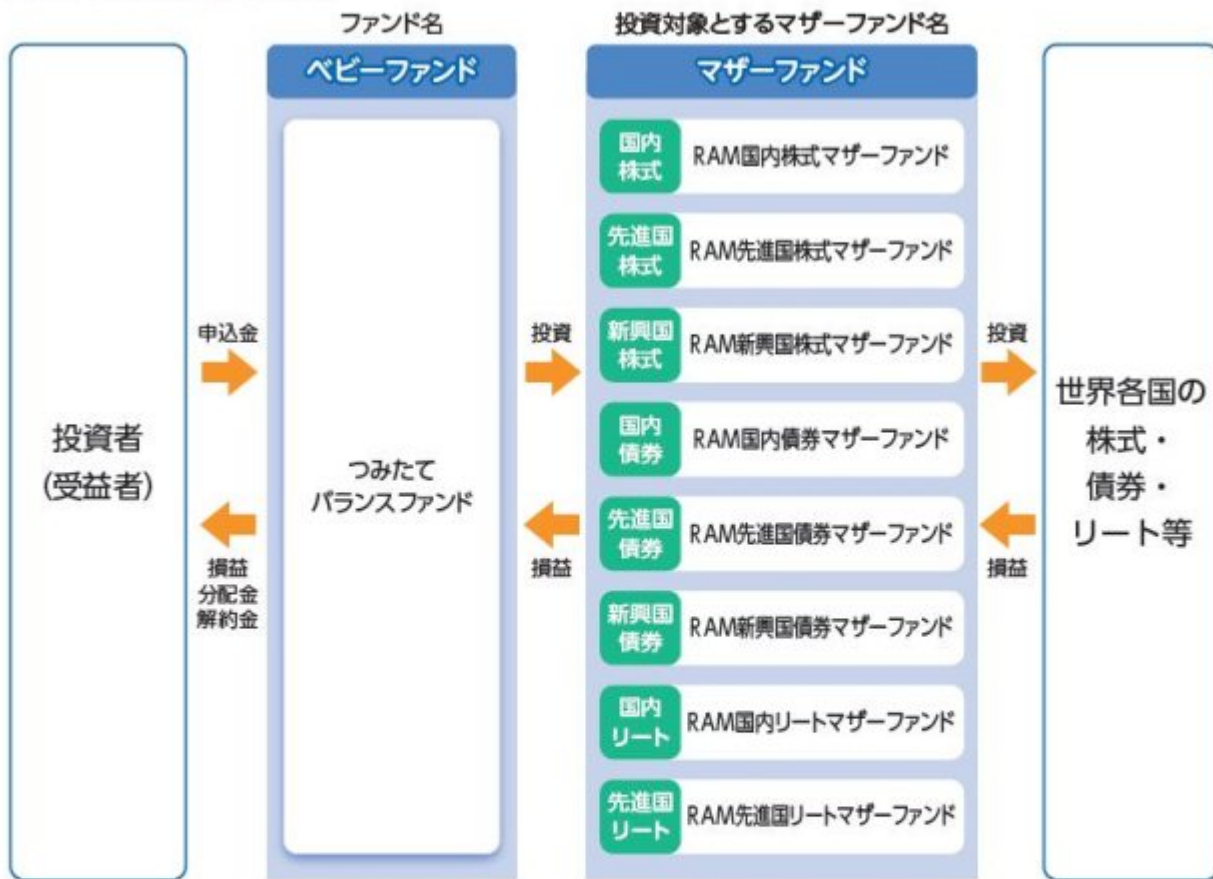 ファンド名
投資対象とするマザーファンド名
ベビーファンド
マザーファンド
投資者
(受益者)
申込金
損益
分配金
解約金
つみたて
バランスファンド
投資
損益
国内
株式
RAM国内株式マザーファンド
先進国
株式
RAM先進国株式マザーファンド
新興国
株式
RAM新興国株式マザーファンド
国内
債券
RAM国内債券マザーファンド
先進国
債券
RAM先進国債券マザーファンド
新興国
債券
RAM新興国債券マザーファンド
国内
リート
RAM国内リートマザーファンド
先進国
リート
RAM先進国リートマザーファンド
投資
損益
世界各国の
株式・
債券・
リート等